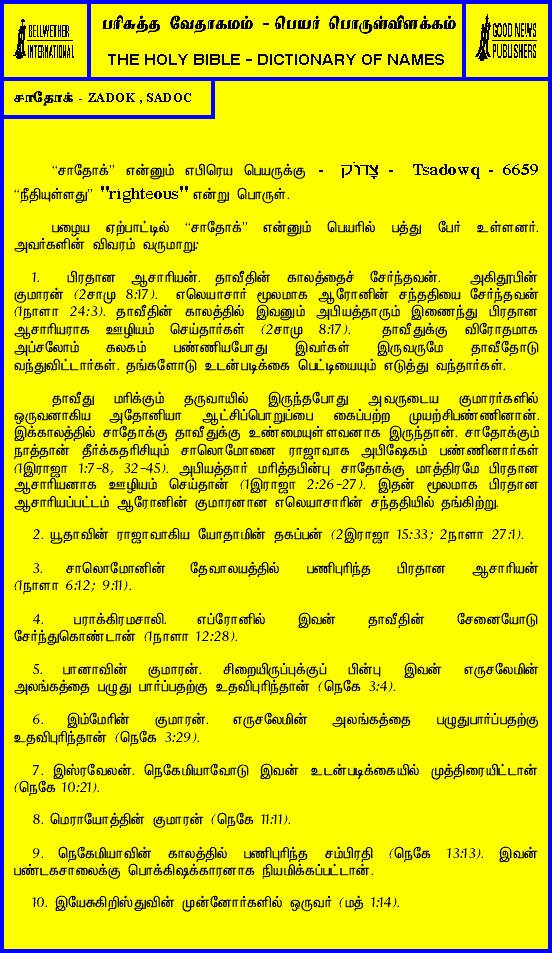 BELLWETHER
INTERNATIONAL
பரிசுத்த வேதாகமம் - பெயர் பொருள்விளக்கம்
THE HOLY BIBLE - DICTIONARY OF NAMES
GOOD NEWS
PUBLISHERS
சாதோக் - ZADOK , SADOC
“சாதோக்” என்னும் எபிரெய பெயருக்கு - צָדוֹק - Tsadowq - 6659
“நீதியுள்ளது” "righteous" என்று பொருள்.
பழைய ஏற்பாட்டில் “சாதோக்” என்னும் பெயரில் பத்து பேர் உள்ளனர்.
அவர்களின் விவரம் வருமாறு:
1. பிரதான ஆசாரியன். தாவீதின் காலத்தைச் சேர்ந்தவன். அகிதூபின்
குமாரன் (2சாமு 8:17). எலெயாசார் மூலமாக ஆரோனின் சந்ததியை சேர்ந்தவன்
(1நாளா 24:3). தாவீதின் காலத்தில் இவனும் அபியத்தாரும் இணைந்து பிரதான
ஆசாரியராக ஊழியம் செய்தார்கள் (2சாமு 8:17). தாவீதுக்கு விரோதமாக
அப்சலோம் கலகம் பண்ணியபோது இவர்கள் இருவருமே தாவீதோடு
வந்துவிட்டார்கள். தங்களோடு உடன்படிக்கை பெட்டியையும் எடுத்து வந்தார்கள்.
தாவீது மரிக்கும் தருவாயில் இருந்தபோது அவருடைய குமாரர்களில்
ஒருவனாகிய அதோனியா ஆட்சிப்பொறுப்பை கைப்பற்ற முயற்சிபண்ணினான்.
இக்காலத்தில் சாதோக்கு தாவீதுக்கு உண்மையுள்ளவனாக இருந்தான். சாதோக்கும்
நாத்தான் தீர்க்கதரிசியும் சாலொமோனை ராஜாவாக அபிஷேகம் பண்ணினார்கள்
(1இராஜா 1:7-8, 32-45). அபியத்தார் மரித்தபின்பு சாதோக்கு மாத்திரமே பிரதான
ஆசாரியனாக ஊழியம் செய்தான் (1இராஜா 2:26-27). இதன் மூலமாக பிரதான
ஆசாரியப்பட்டம் ஆரோனின் குமாரனான எலெயாசாரின் சந்ததியில் தங்கிற்று.
2. யூதாவின் ராஜாவாகிய யோதாமின் தகப்பன் (2இராஜா 15:33; 2நாளா 27:1).
3. சாலொமோனின் தேவாலயத்தில் பணிபுரிந்த பிரதான ஆசாரியன்
(1நாளா 6:12; 9:11).
4. பராக்கிரமசாலி. எப்ரோனில் இவன் தாவீதின் சேனையோடு
சேர்ந்துகொண்டான் (1நாளா 12:28).
5. பானாவின் குமாரன். சிறையிருப்புக்குப் பின்பு இவன் எருசலேமின்
அலங்கத்தை பழுது பார்ப்பதற்கு உதவிபுரிந்தான் (நெகே 3:4).
6. இம்மேரின் குமாரன். எருசலேமின் அலங்கத்தை பழுதுபார்ப்பதற்கு
உதவிபுரிந்தான் (நெகே 3:29).
7. இஸ்ரவேலன். நெகேமியாவோடு இவன் உடன்படிக்கையில் முத்திரையிட்டான்
(நெகே 10:21).
8. மெராயோத்தின் குமாரன் (நெகே 11:11).
9. நெகேமியாவின் காலத்தில் பணிபுரிந்த சம்பிரதி (நெகே 13:13). இவன்
பண்டகசாலைக்கு பொக்கிஷக்காரனாக நியமிக்கப்பட்டான்.
10. இயேசுகிறிஸ்துவின் முன்னோர்களில் ஒருவர் (மத் 1:14).